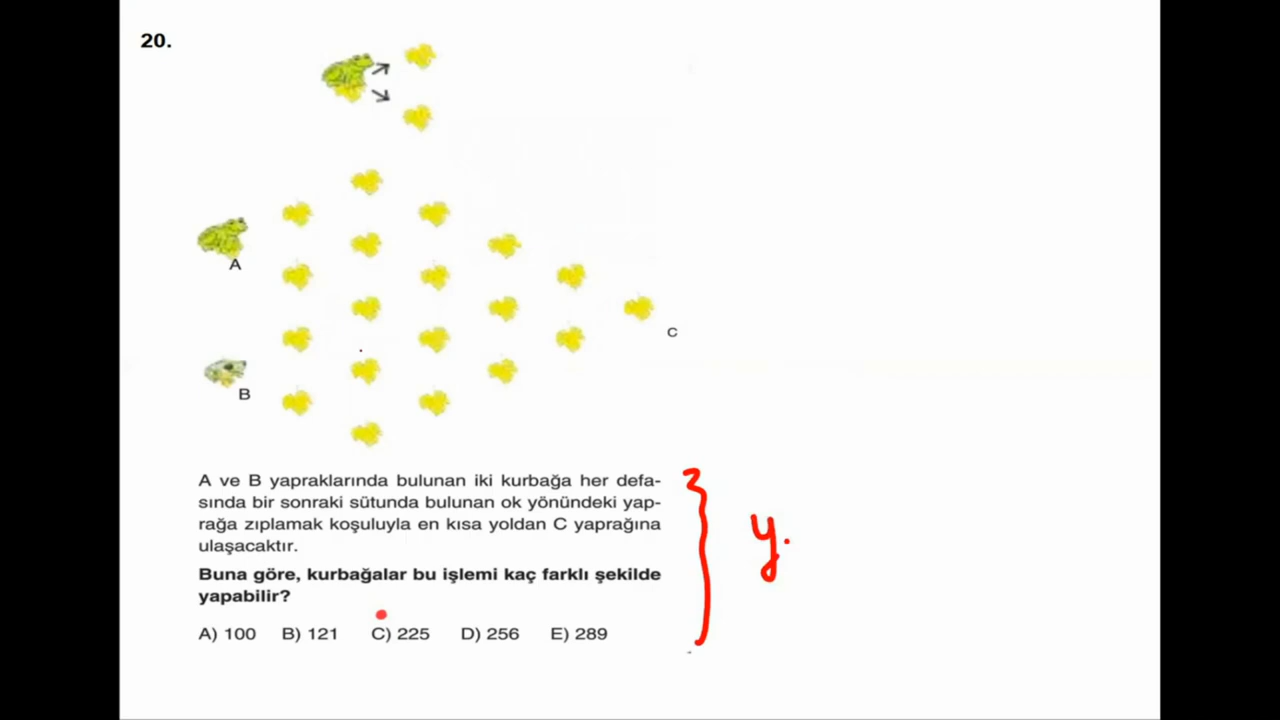 20.
A
C
B
A ve B yapraklarında bulunan iki kurbağa her defa-
sında bir sonraki sütunda bulunan ok yönündeki yap-
rağa zıplamak koşuluyla en kısa yoldan C yaprağına
ulaşacaktır.
Buna göre, kurbağalar bu işlemi kaç farklı şekilde
yapabilir?
A) 100 B) 121 C) 225 D) 256 E) 289
y.